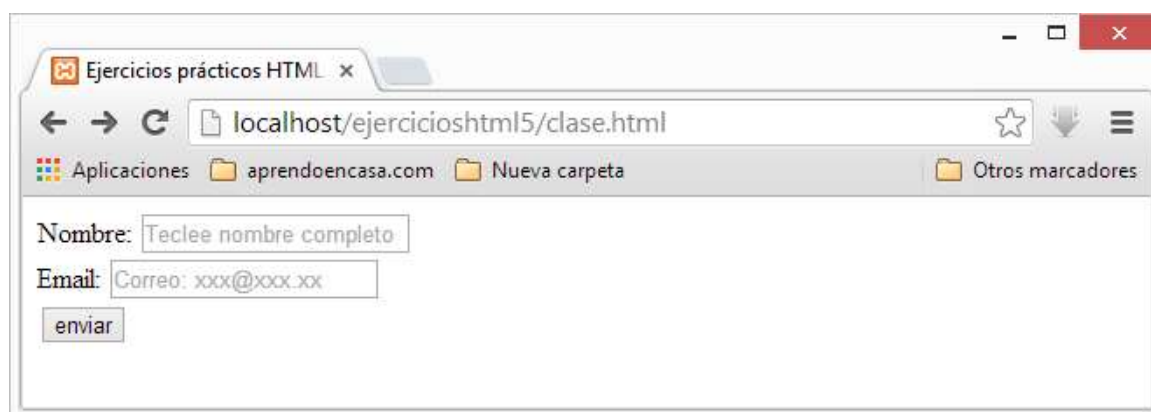 Ejercicios prácticos HTML
localhost/ejercicioshtml5/clase.html
Aplicaciones aprendoencasa.com Nueva carpeta Otros marcadores
Nombre: Teclee nombre completo
Email: Correo: xxx@xxx.xx
enviar